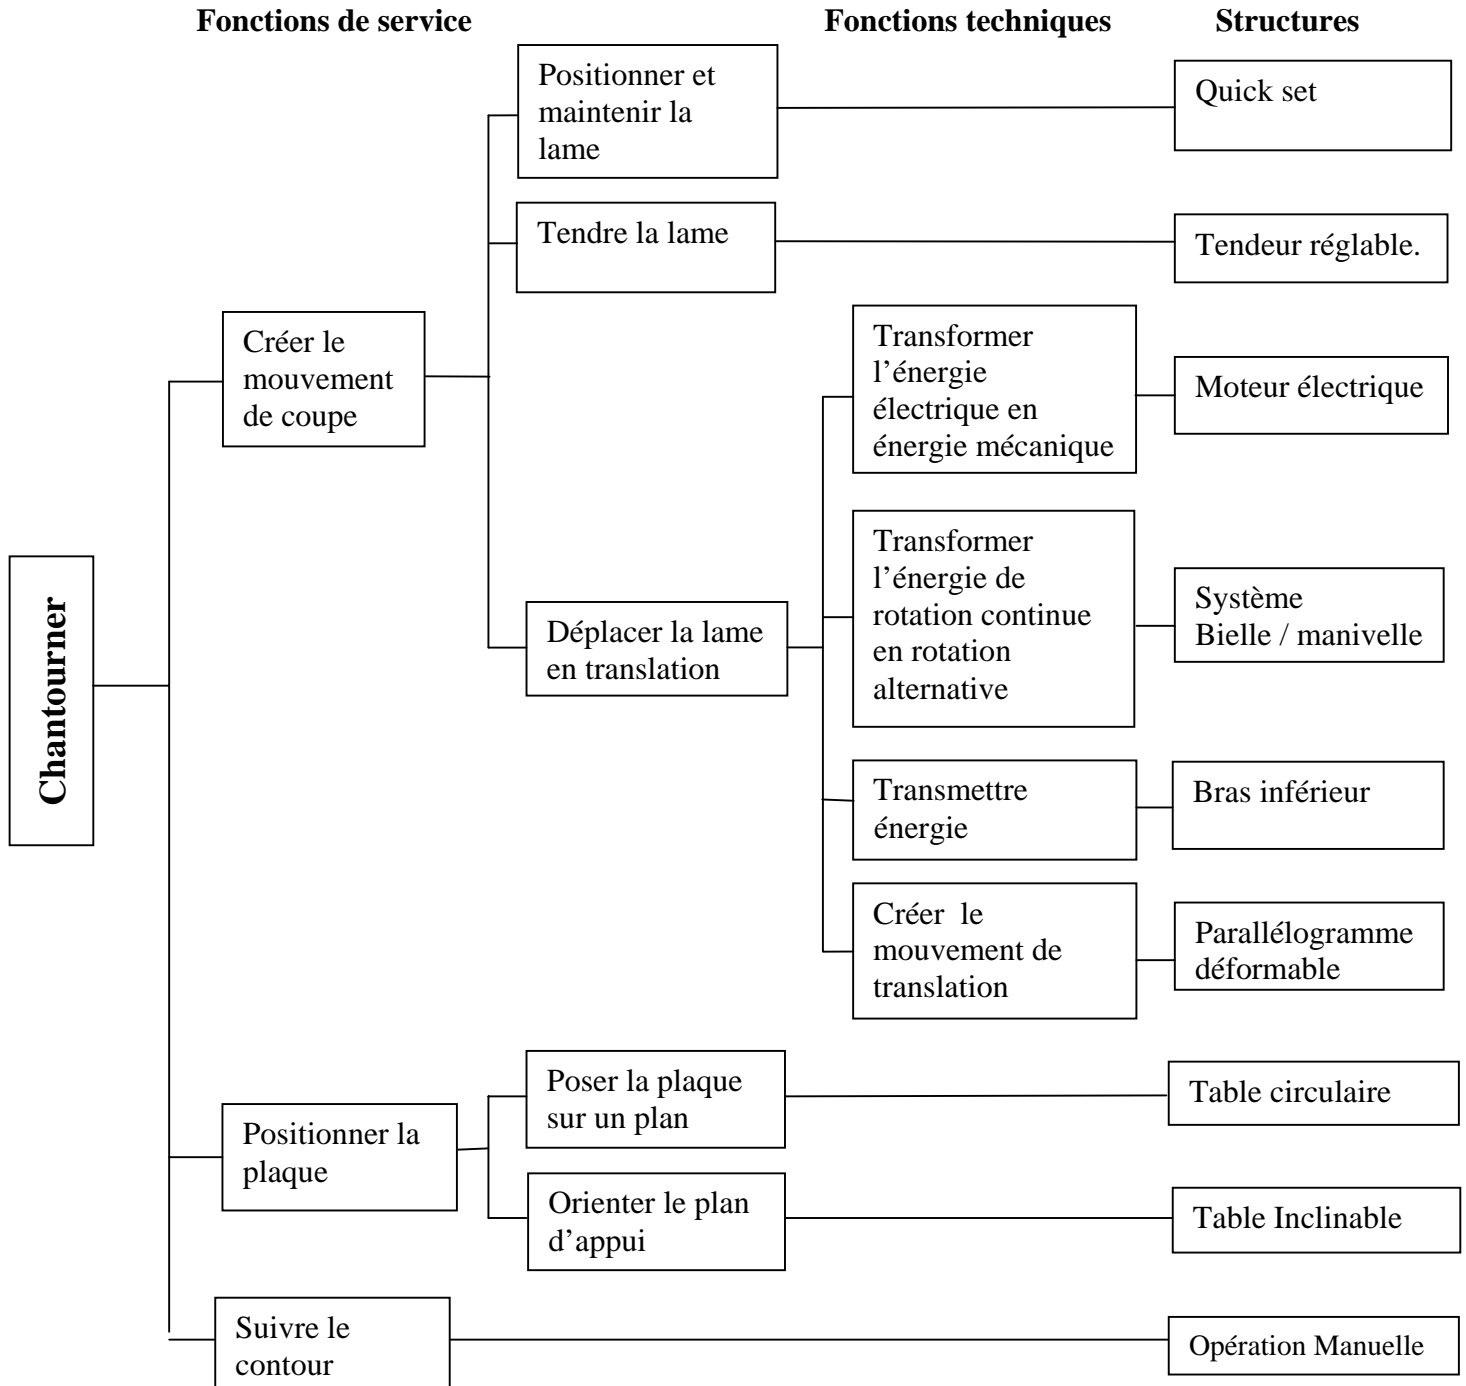 Fonctions de service
Fonctions techniques
Structures
Positionner et
maintenir la
lame
Quick set
Tendre la lame
Tendeur réglable.
Créer le
mouvement
de coupe
Transformer
l’énergie
électrique en
énergie mécanique
Moteur électrique
Transformer
l’énergie de
rotation continue
en rotation
alternative
Système
Bielle / manivelle
Chantourner
Déplacer la lame
en translation
Transmettre
énergie
Bras inférieur
Créer le
mouvement de
translation
Parallélogramme
déformable
Positionner la
plaque
Poser la plaque
sur un plan
Table circulaire
Orienter le plan
d’appui
Table Inclinable
Suivre le
contour
Opération Manuelle